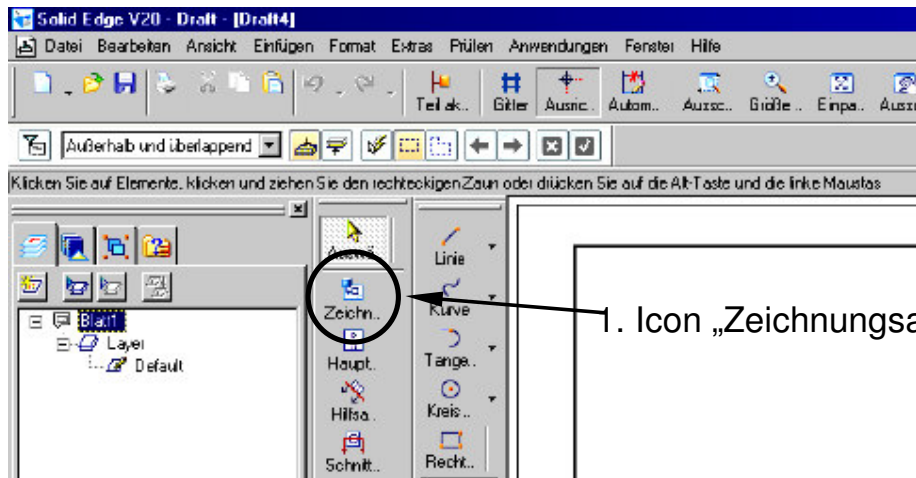 Solid Edge V20 - Draft - [Draft4]
Datei Bearbeiten Ansicht Einfügen Format Extras Prüfen Anwendungen Fenster Hilfe
Teil ak.. Gitter Ausric.. Autom.. Aussc.. Größe .. Einpa..
Außerhalb und überlappend
Klicken Sie auf Elemente, klicken und ziehen Sie den rechteckigen Zaun oder drücken Sie auf die Alt-Taste und die linke Maustas
Linie
Zeichn.. Kurve
1. Icon „Zeichnungsa
Blatt1
Layer
Default
Haupt.. Tange..
Hilfsa.. Kreis ..
Schnitt.. Recht..